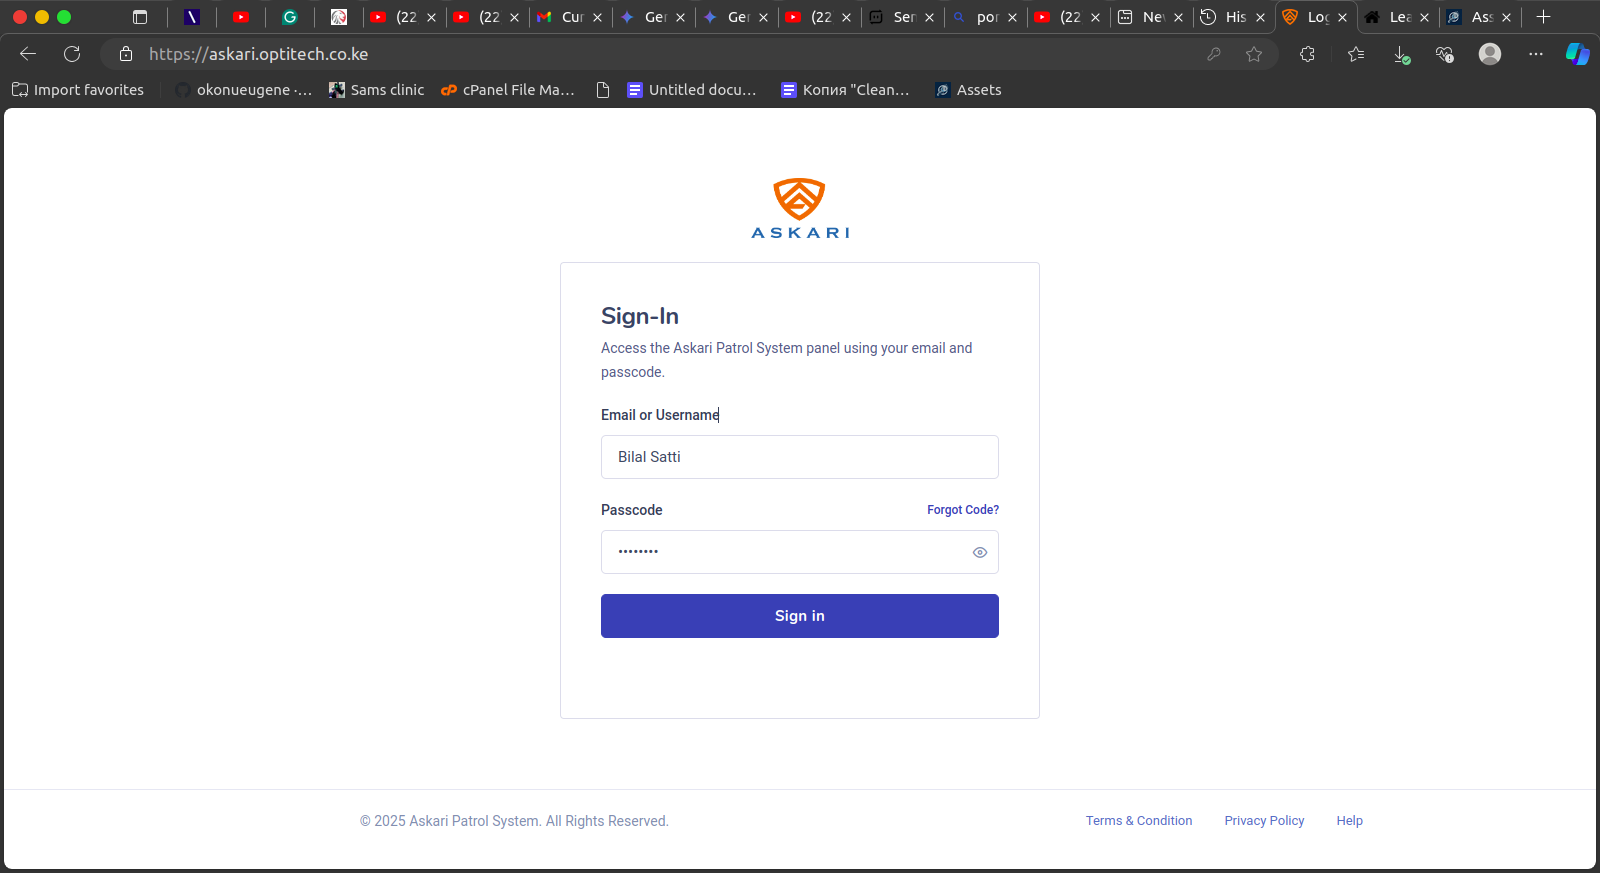 (22
(22
Cur
Ger
Ger
(22
Ser
por
(22
Nev
His
Log
Lea
Ass
https://askari.optitech.co.ke
Import favorites
okonueugene ·...
Sams clinic
cPanel File Ma...
Untitled docu...
Копия "Clean...
Assets
ASKARI
Sign-In
Access the Askari Patrol System panel using your email and
passcode.
Email or Username
Bilal Satti
Passcode
Forgot Code?
••••••••
Sign in
© 2025 Askari Patrol System. All Rights Reserved.
Terms & Condition
Privacy Policy
Help